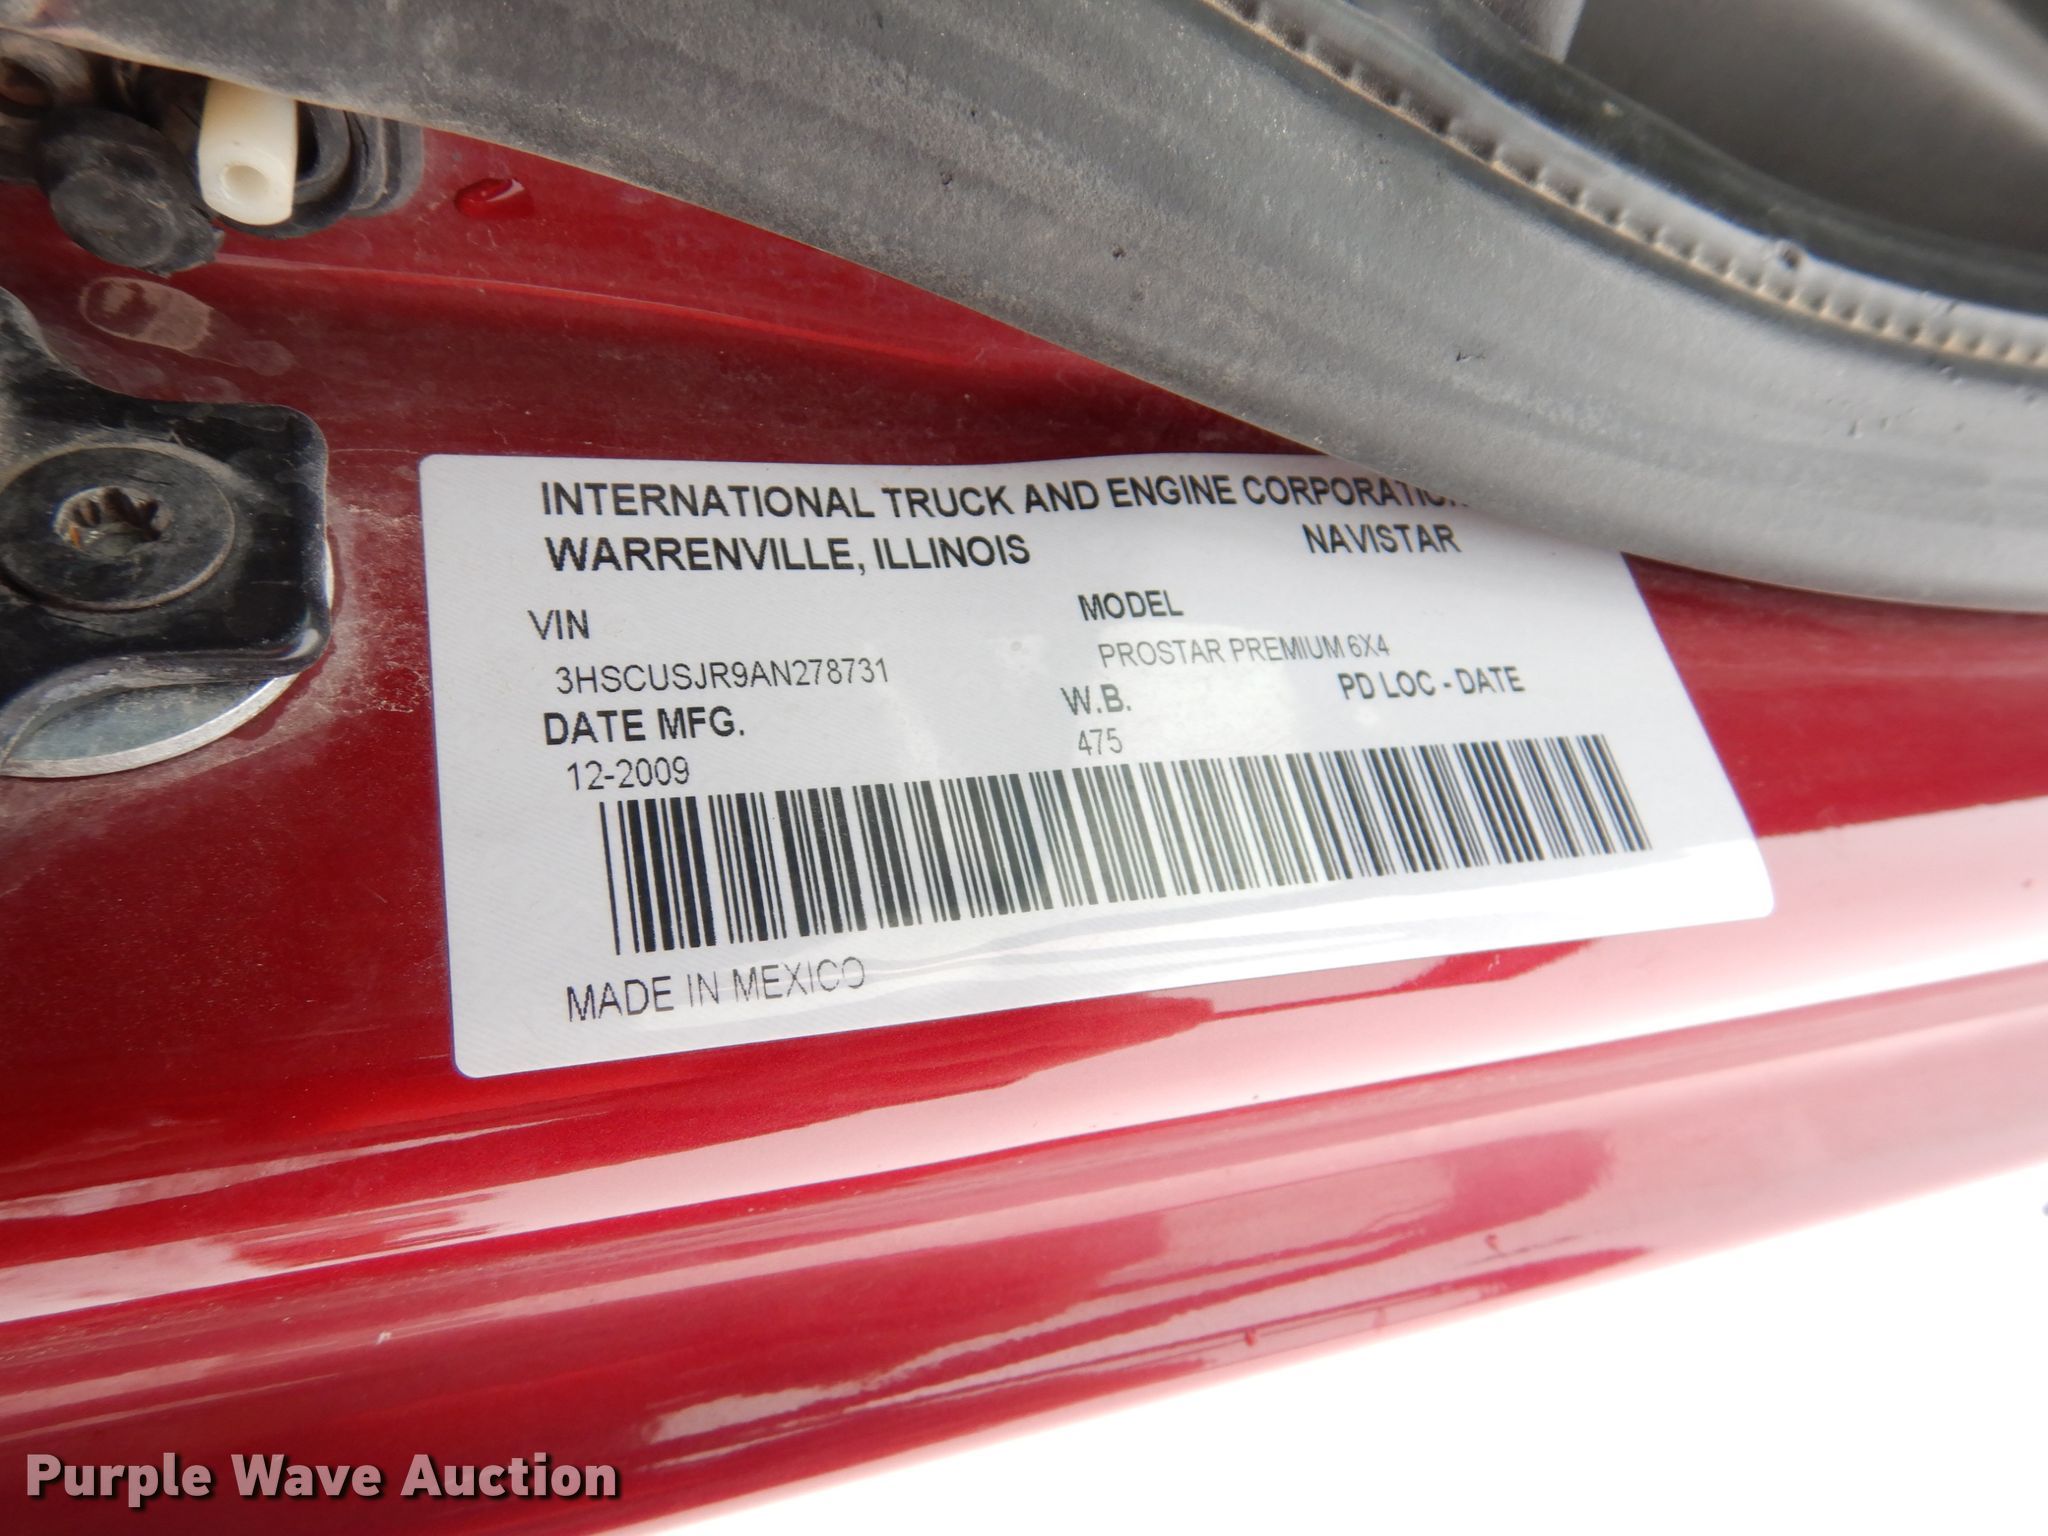 INTERNATIONAL TRUCK AND ENGINE CORPORATION
WARRENVILLE, ILLINOIS NAVISTAR
VIN MODEL
3HSCUSJR9AN278731 PROSTAR PREMIUM 6X4
DATE MFG. W.B. PD LOC - DATE
12-2009 475
MADE IN MEXICO
Purple Wave Auction